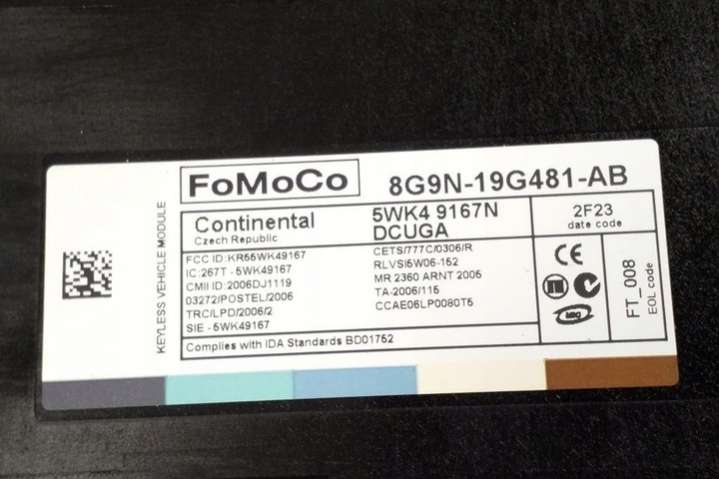 FoMoCo
8G9N-19G481-AB
KEYLESS VEHICLE MODULE
Continental
Czech Republic
5WK4 9167N
DCUGA
2F23
date code
FCC ID:KR55WK49167
IC:267T - 5WK49167
CMII ID:2006DJ1119
03272/POSTEL/2006
TRC/LPD/2006/2
SIE - 5WK49167
CETS/777C/0306/R
RLVSI5W06-152
MR 2360 ARNT 2006
TA-2006/115
CCAE06LP0080T5
CE
FT_008
EOL code
Complies with IDA Standards BD01752